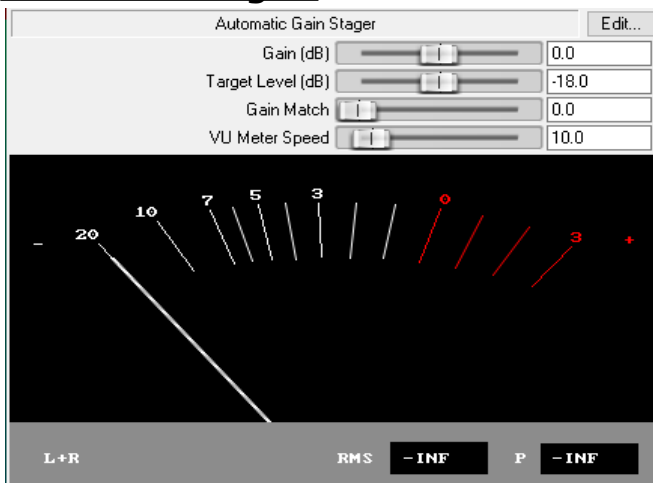 Automatic Gain Stager Edit...
Gain (dB) 0.0
Target Level (dB) -18.0
Gain Match 0.0
VU Meter Speed 10.0
- 20 10 7 5 3 0 3 +
L+R RMS -INF P -INF